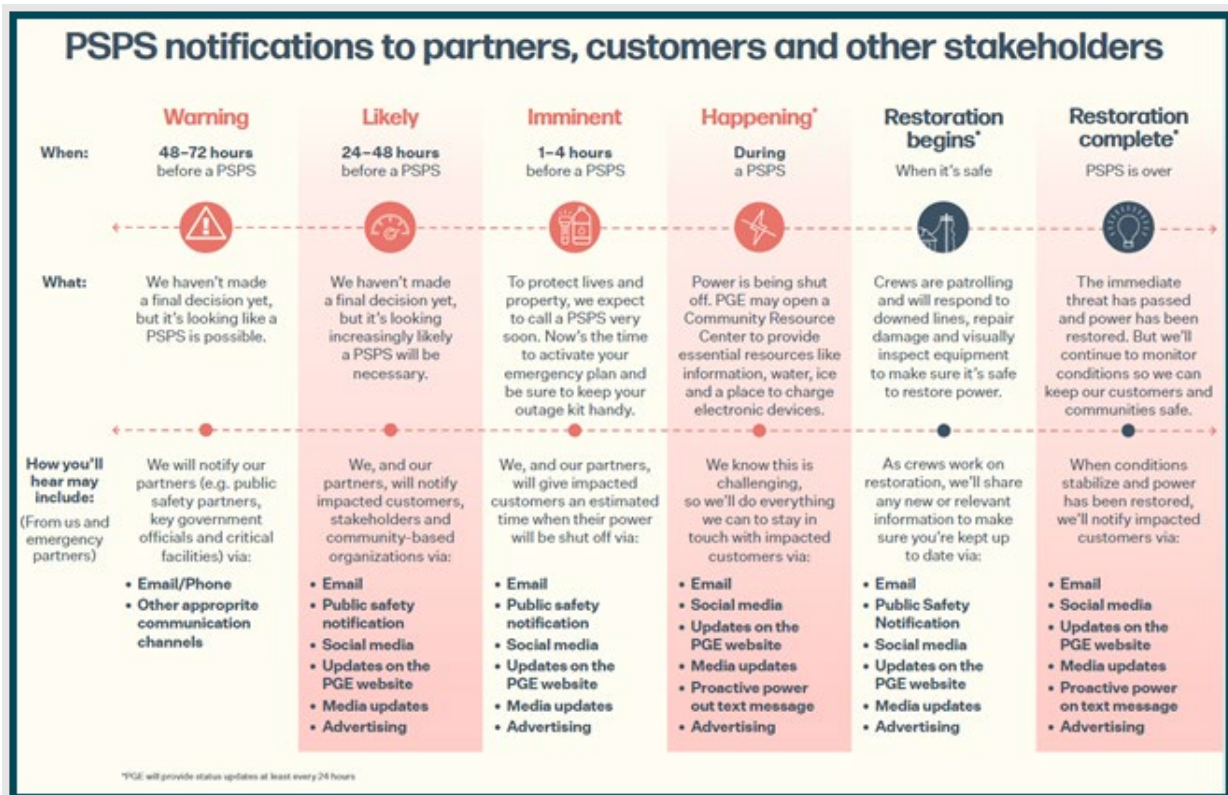 PSPS notifications to partners, customers and other stakeholders
When:
Warning
48–72 hours
before a PSPS
Likely
24–48 hours
before a PSPS
Imminent
1–4 hours
before a PSPS
Happening*
During
a PSPS
Restoration
begins*
When it's safe
Restoration
complete*
PSPS is over
What:
We haven't made
a final decision yet,
but it's looking like a
PSPS is possible.
We haven't made
a final decision yet,
but it's looking
increasingly likely
a PSPS will be
necessary.
To protect lives and
property, we expect
to call a PSPS very
soon. Now's the time
to activate your
emergency plan and
be sure to keep your
outage kit handy.
Power is being shut
off. PGE may open a
Community Resource
Center to provide
essential resources like
information, water, ice
and a place to charge
electronic devices.
Crews are patrolling
and will respond to
downed lines, repair
damage and visually
inspect equipment
to make sure it's safe
to restore power.
The immediate
threat has passed
and power has been
restored. But we'll
continue to monitor
conditions so we can
keep our customers and
communities safe.
How you'll
hear may
include:
(From us and
emergency
partners)
We will notify our
partners (e.g. public
safety partners,
key government
officials and critical
facilities) via:
• Email/Phone
• Other approprite
communication
channels
We, and our
partners, will notify
impacted customers,
stakeholders and
community-based
organizations via:
• Email
• Public safety
notification
• Social media
• Updates on the
PGE website
• Media updates
• Advertising
We, and our partners,
will give impacted
customers an estimated
time when their power
will be shut off via:
• Email
• Public safety
notification
• Social media
• Updates on the
PGE website
• Media updates
• Advertising
We know this is
challenging,
so we'll do everything
we can to stay in
touch with impacted
customers via:
• Email
• Social media
• Updates on the
PGE website
• Media updates
• Proactive power
out text message
• Advertising
As crews work on
restoration, we'll share
any new or relevant
information to make
sure you're kept up
to date via:
• Email
• Public Safety
Notification
• Social media
• Updates on the
PGE website
• Media updates
• Advertising
When conditions
stabilize and power
has been restored,
we'll notify impacted
customers via:
• Email
• Social media
• Updates on the
PGE website
• Media updates
• Proactive power
on text message
• Advertising
*PGE will provide status updates at least every 24 hours